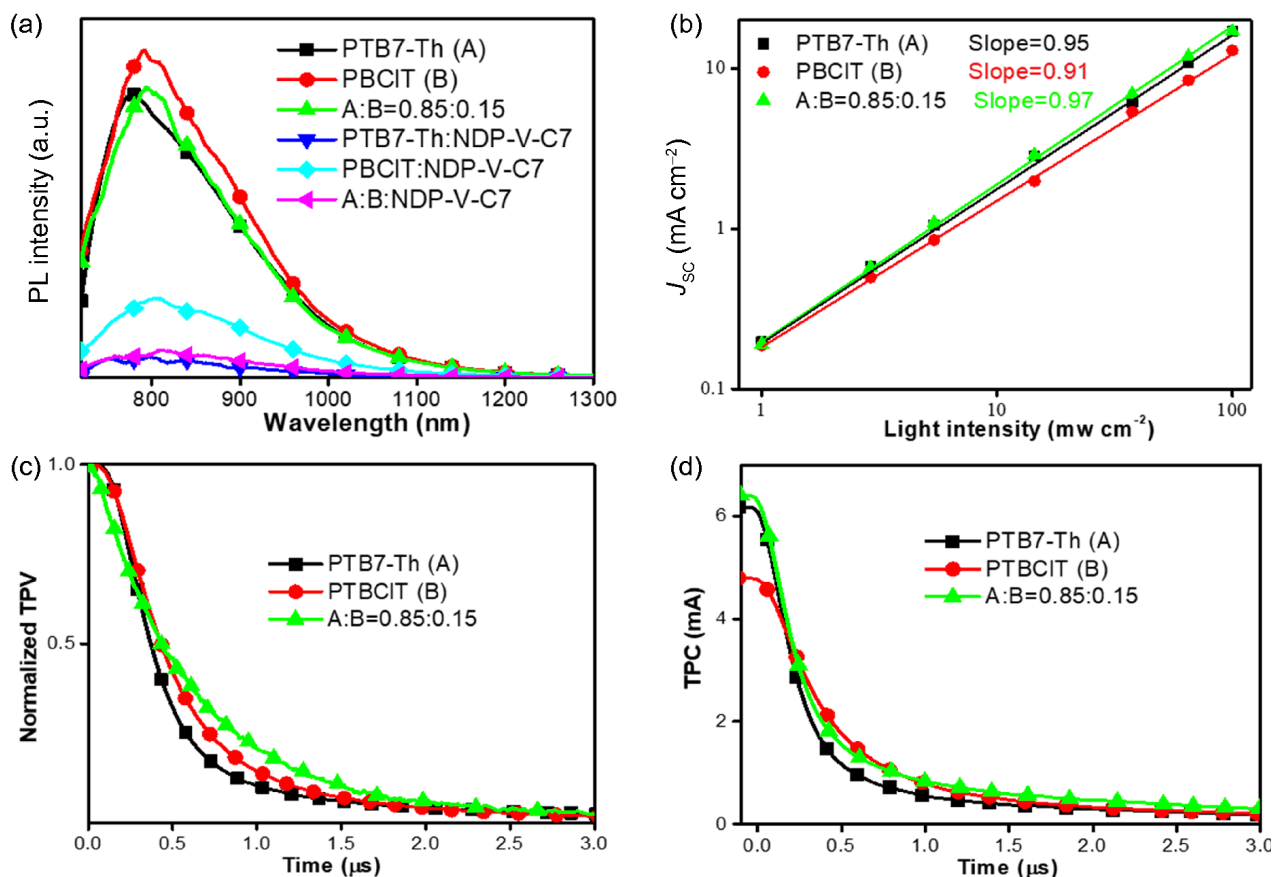 (a)
PL intensity (a.u.)
PTB7-Th (A)
PBCIT (B)
A:B=0.85:0.15
PTB7-Th:NDP-V-C7
PBCIT:NDP-V-C7
A:B:NDP-V-C7
800 900 1000 1100 1200 1300
Wavelength (nm)
(b)
JSC (mA cm−2)
PTB7-Th (A) Slope=0.95
PBCIT (B) Slope=0.91
A:B=0.85:0.15 Slope=0.97
10
1
0.1
1 10 100
Light intensity (mw cm-2)
(c)
Normalized TPV
1.0
0.5
PTB7-Th (A)
PTBCIT (B)
A:B=0.85:0.15
0.0 0.5 1.0 1.5 2.0 2.5 3.0
Time (μs)
(d)
TPC (mA)
6
4
2
0
PTB7-Th (A)
PTBCIT (B)
A:B=0.85:0.15
0.0 0.5 1.0 1.5 2.0 2.5 3.0
Time (μs)